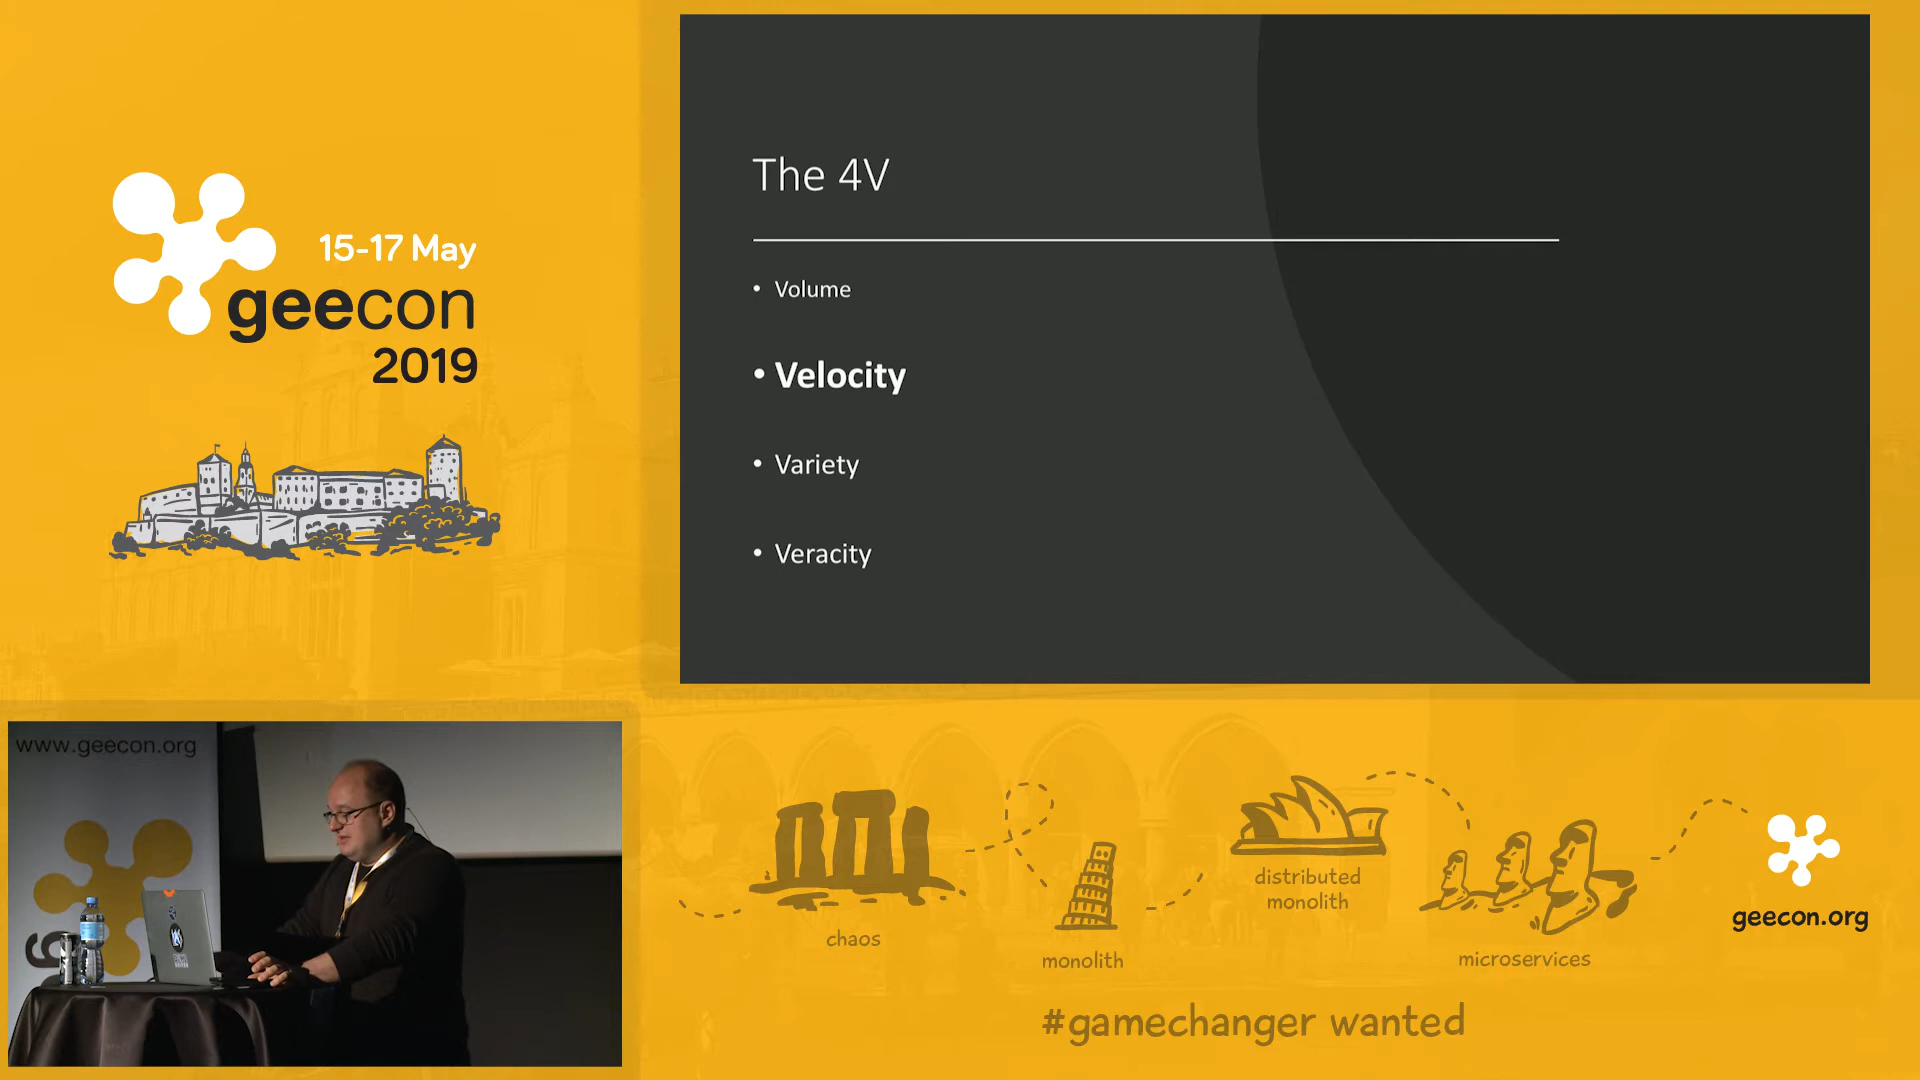 15-17 May
geecon
2019
The 4V
• Volume
• Velocity
• Variety
• Veracity
www.geecon.org
chaos
monolith
distributed
monolith
microservices
geecon.org
#gamechanger wanted